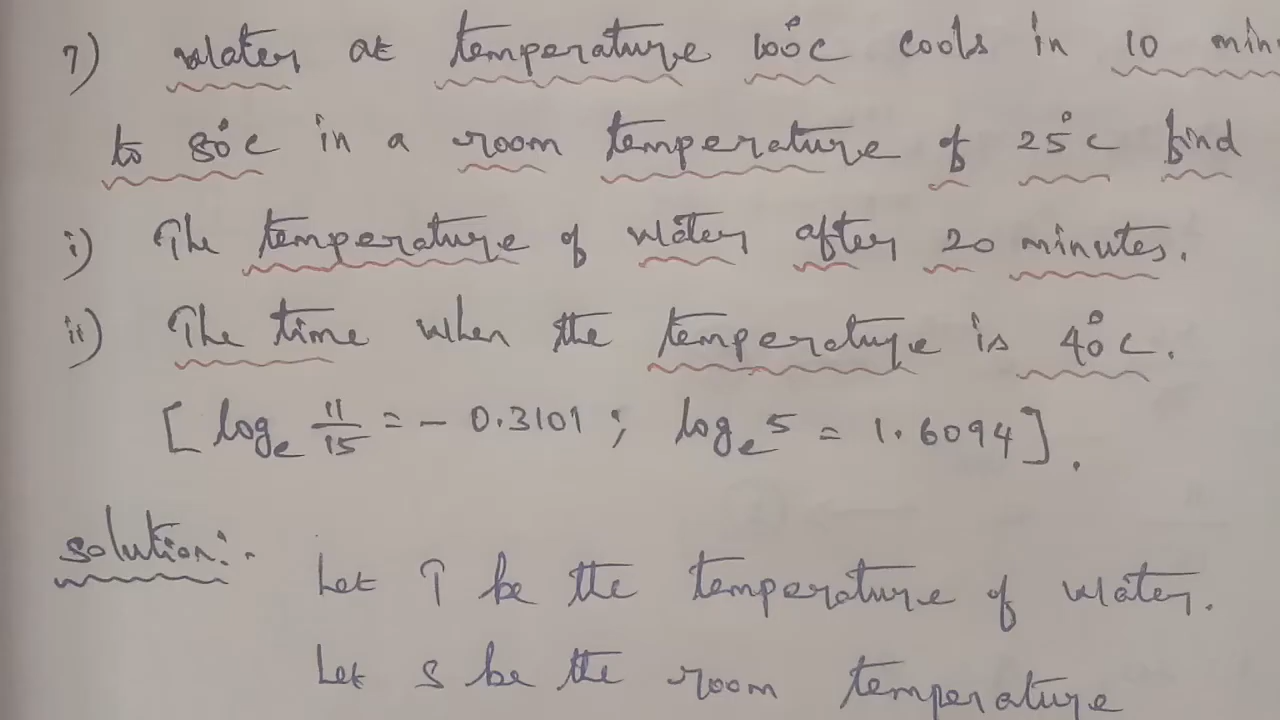 7) Water at temperature 100°C cools in 10 min
to 80°C in a room temperature of 25°C find
i) The temperature of water after 20 minutes.
ii) The time when the temperature is 40°C.
[ logₑ 11/15 = - 0.3101 ; logₑ 5 = 1.6094 ] .
Solution:-
Let T be the temperature of water.
Let S be the room temperature